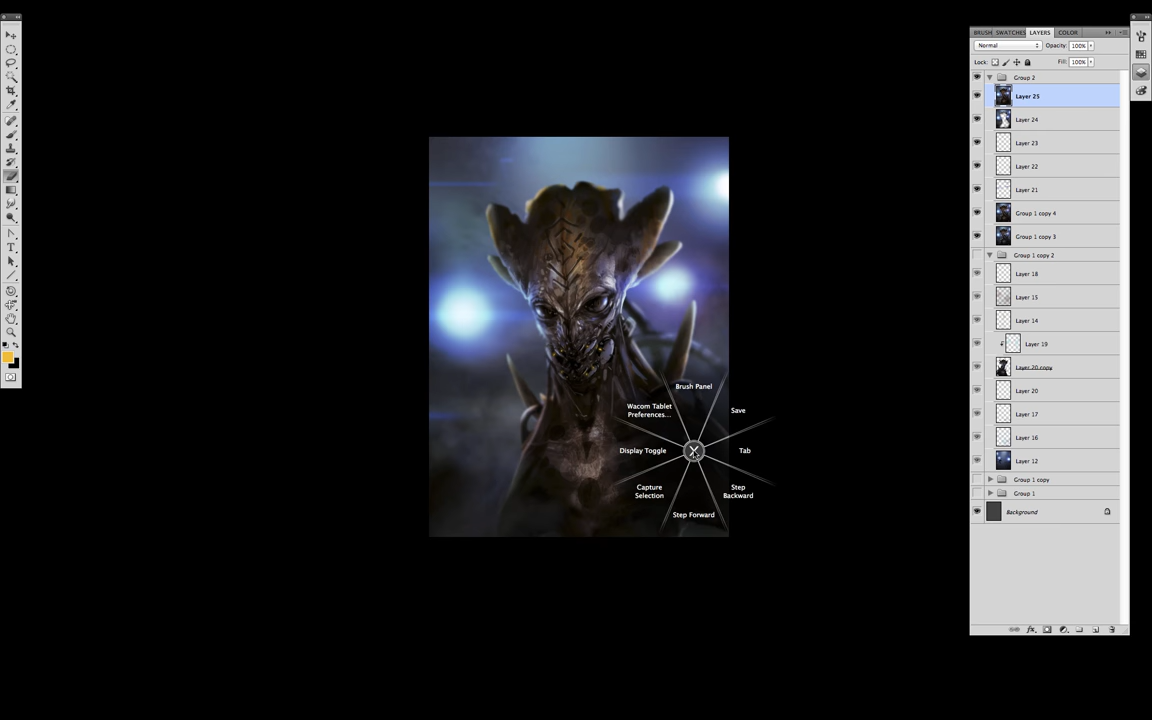 BRUSH SWATCHES LAYERS COLOR
Normal Opacity: 100%
Lock: Fill: 100%
Group 2
Layer 25
Layer 24
Layer 23
Layer 22
Layer 21
Group 1 copy 4
Group 1 copy 3
Group 1 copy 2
Layer 18
Layer 15
Layer 14
Layer 19
Layer 20 copy
Layer 20
Layer 17
Layer 16
Layer 12
Group 1 copy
Group 1
Background
Brush Panel
Wacom Tablet
Preferences...
Save
Display Toggle
Tab
Capture
Selection
Step
Backward
Step Forward